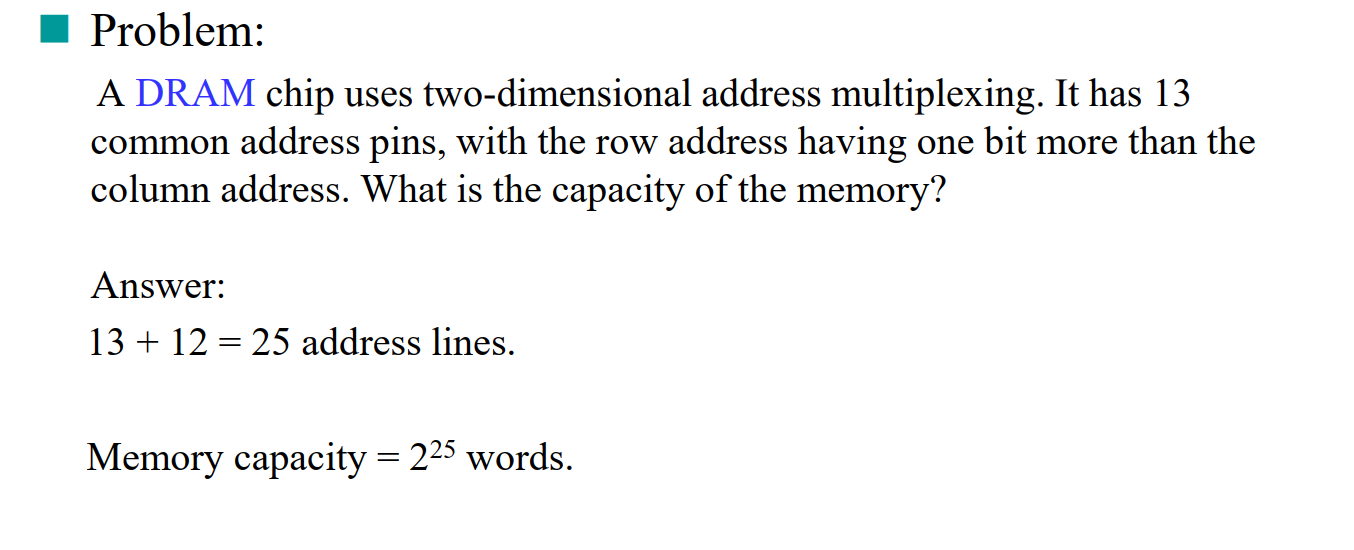 Problem:
A DRAM chip uses two-dimensional address multiplexing. It has 13
common address pins, with the row address having one bit more than the
column address. What is the capacity of the memory?
Answer:
13 + 12 = 25 address lines.
Memory capacity = 2²⁵ words.